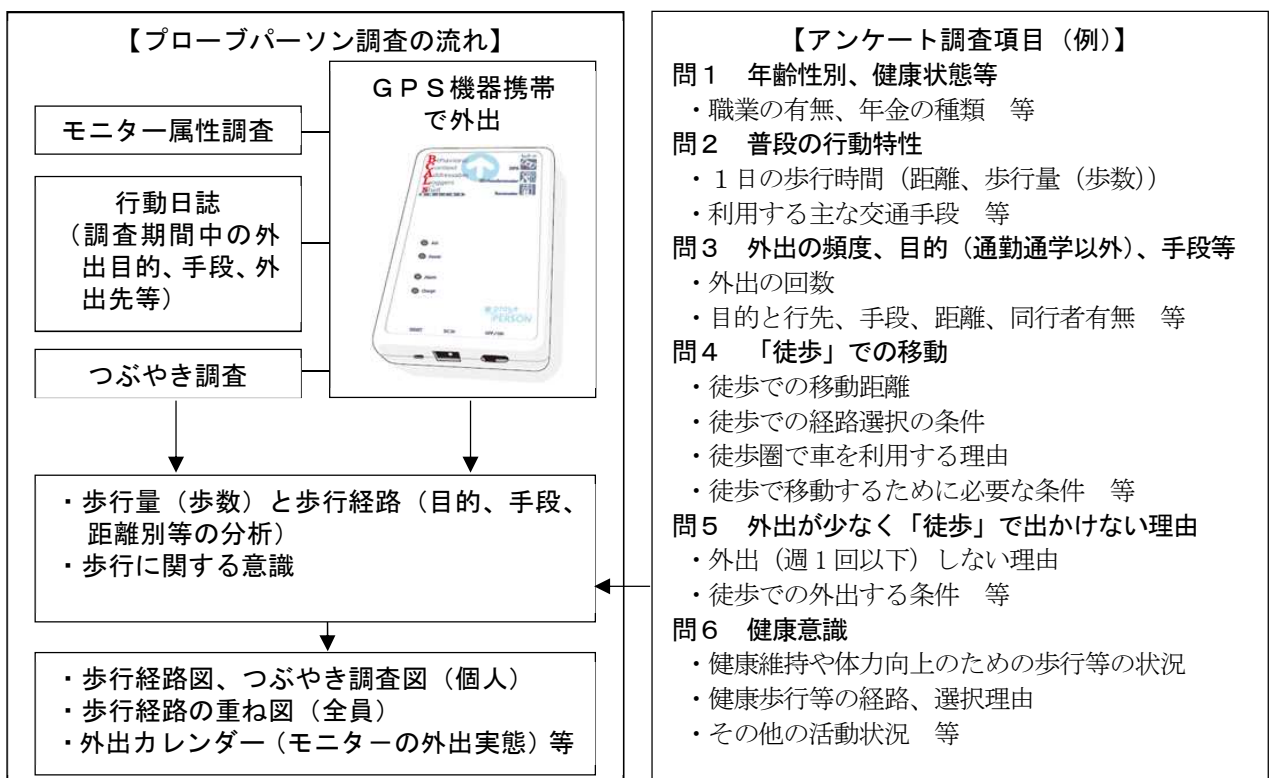 【プローブパーソン調査の流れ】
モニター属性調査
行動日誌
（調査期間中の外
出目的、手段、外
出先等）
つぶやき調査
ＧＰＳ機器携帯
で外出
PERSON
・歩行量（歩数）と歩行経路（目的、手段、
距離別等の分析）
・歩行に関する意識
・歩行経路図、つぶやき調査図（個人）
・歩行経路の重ね図（全員）
・外出カレンダー（モニターの外出実態）等
【アンケート調査項目（例）】
問１　年齢性別、健康状態等
・職業の有無、年金の種類　等
問２　普段の行動特性
・１日の歩行時間（距離、歩行量（歩数））
・利用する主な交通手段　等
問３　外出の頻度、目的（通勤通学以外）、手段等
・外出の回数
・目的と行先、手段、距離、同行者有無　等
問４　「徒歩」での移動
・徒歩での移動距離
・徒歩での経路選択の条件
・徒歩圏で車を利用する理由
・徒歩で移動するために必要な条件　等
問５　外出が少なく「徒歩」で出かけない理由
・外出（週１回以下）しない理由
・徒歩での外出する条件　等
問６　健康意識
・健康維持や体力向上のための歩行等の状況
・健康歩行等の経路、選択理由
・その他の活動状況　等